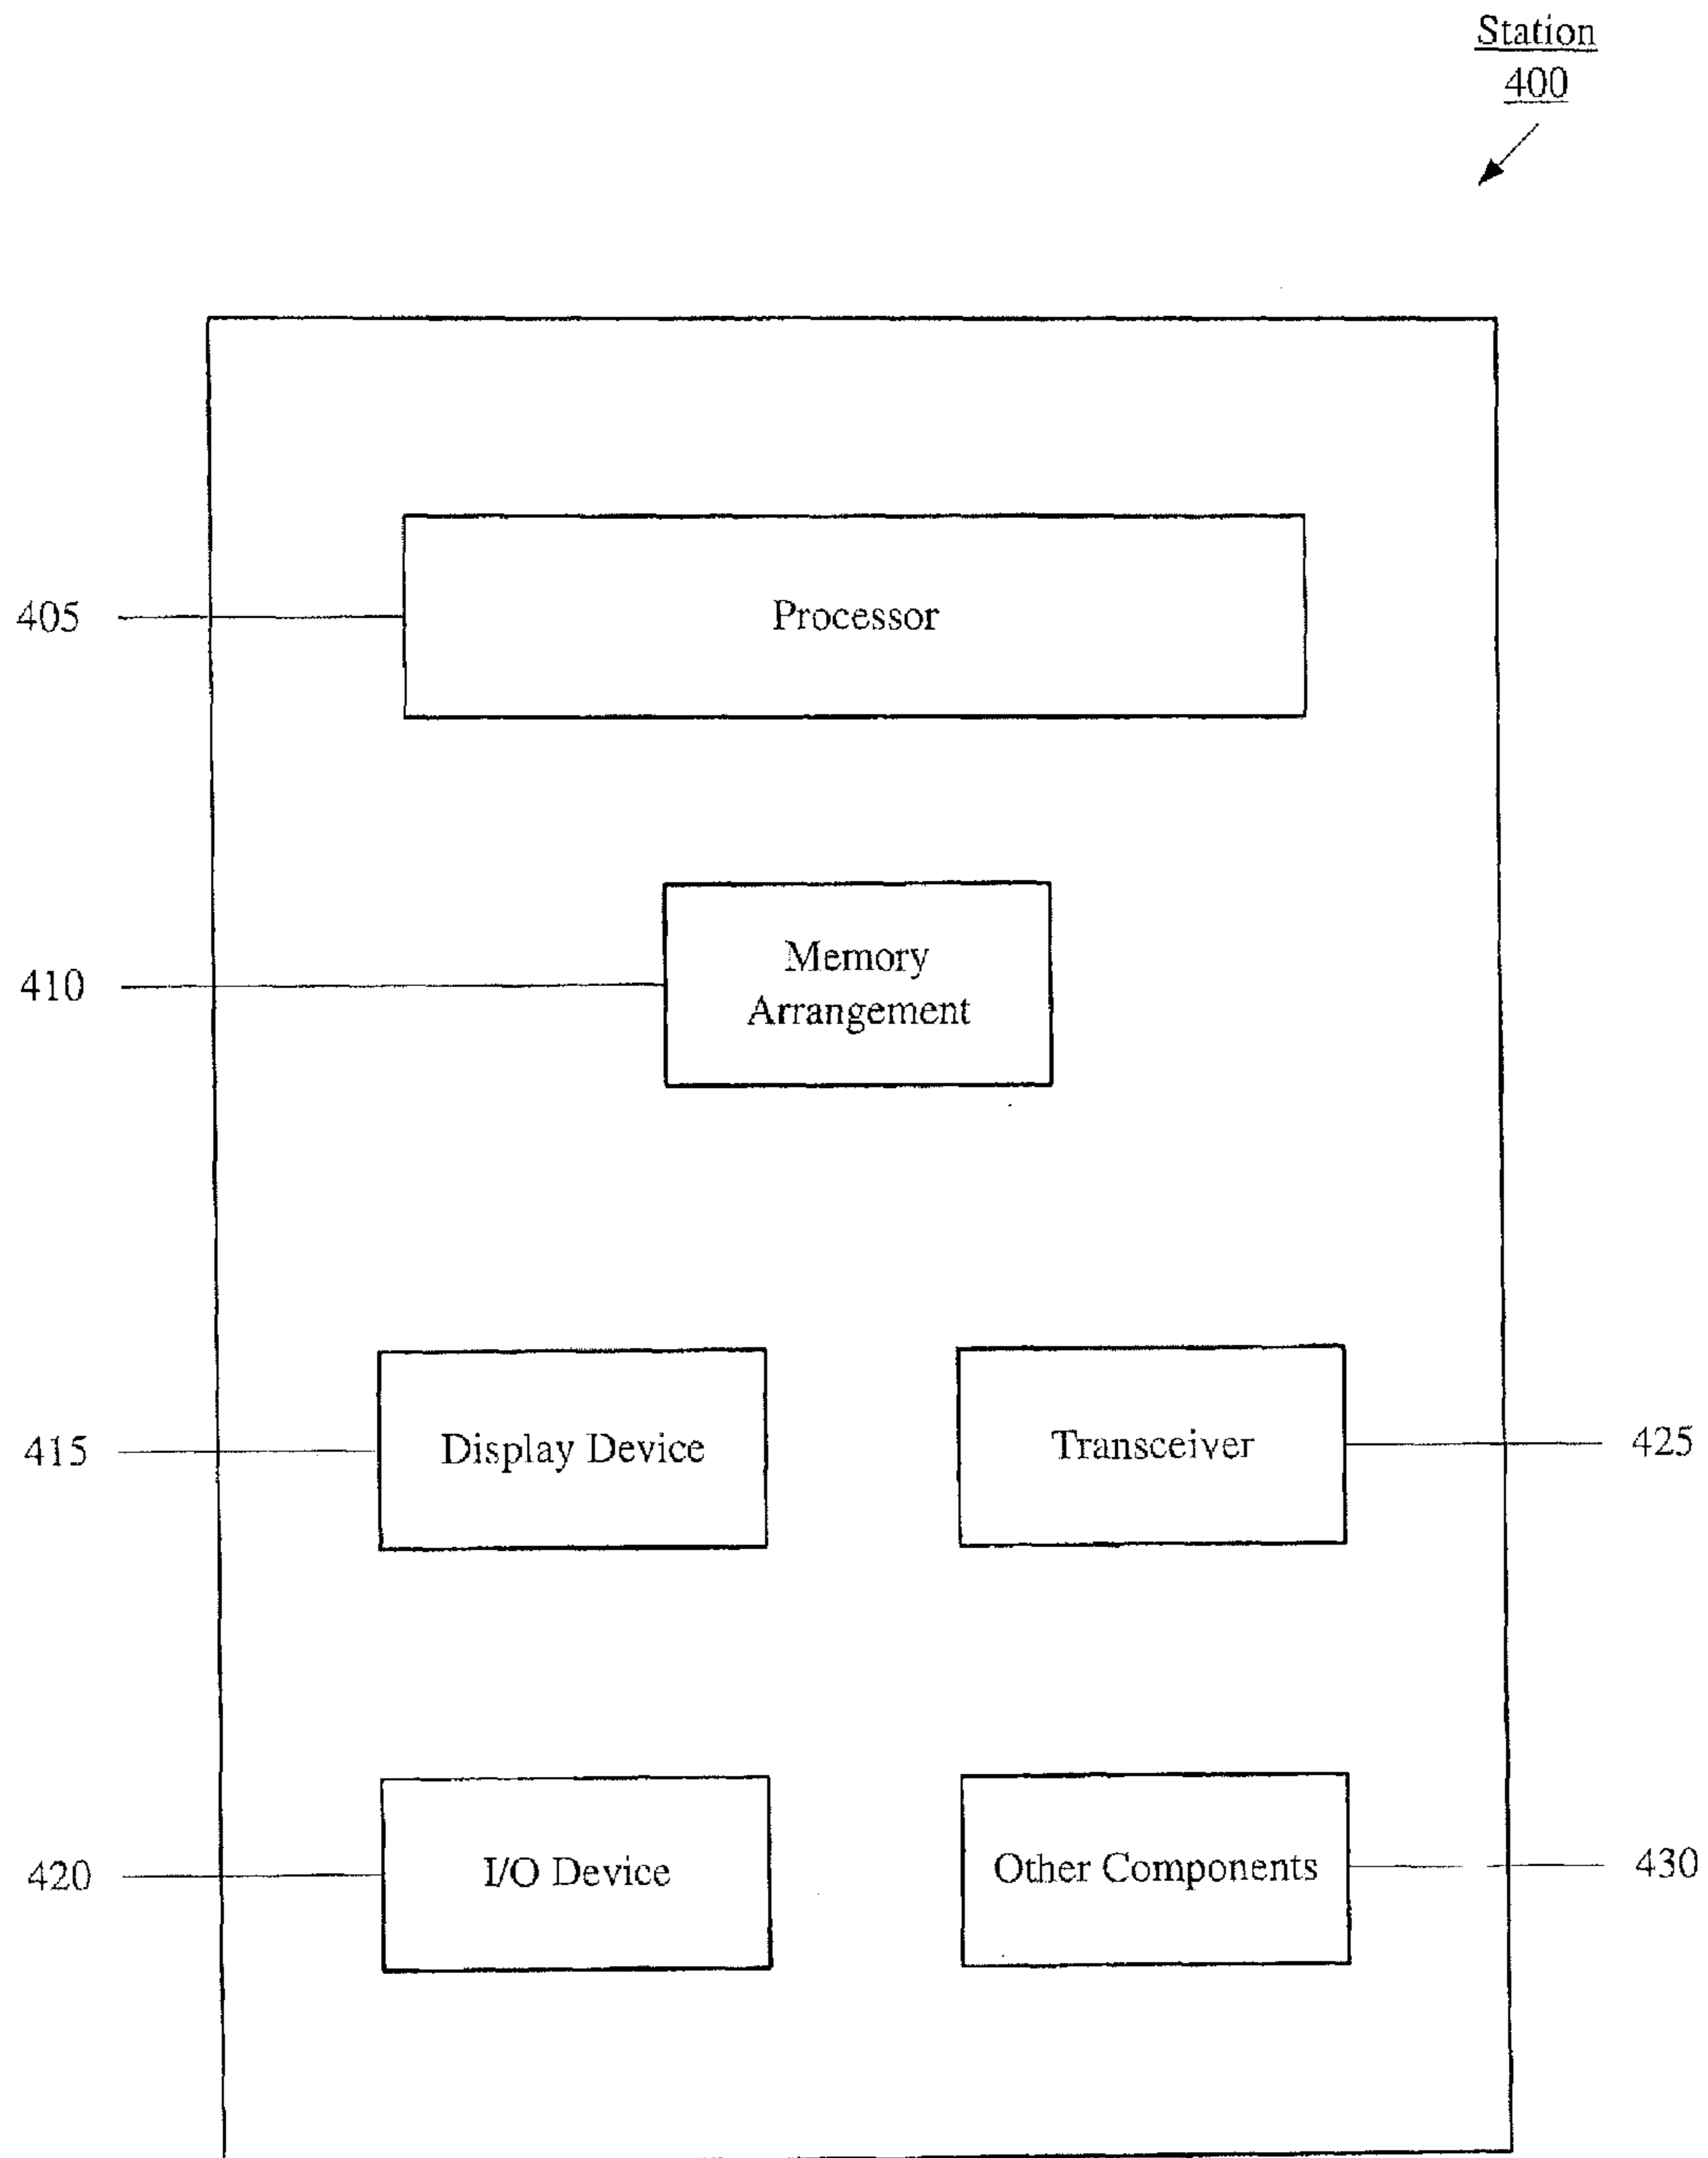 Station
400
405
Processor
410
Memory
Arrangement
415
Display Device
Transceiver
425
420
I/O Device
Other Components
430